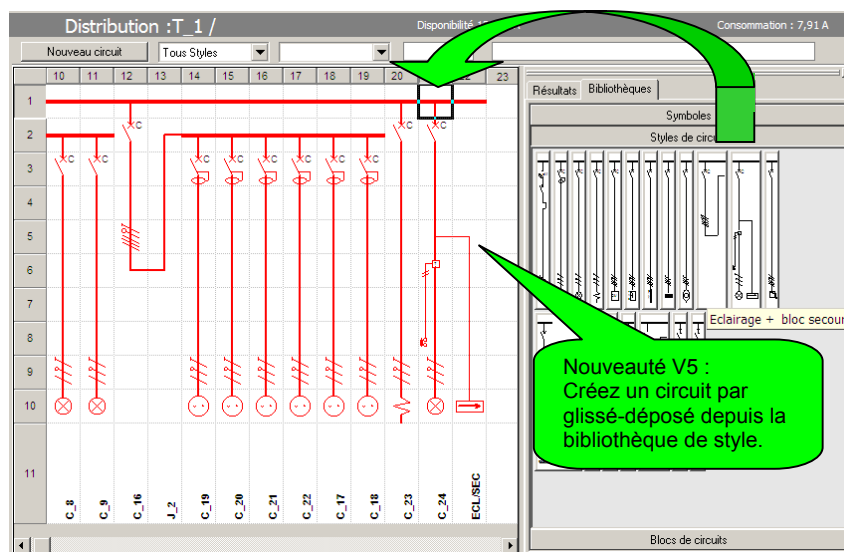 Distribution :T_1 /
Disponibilité
Consommation : 7,91 A
Nouveau circuit
Tous Styles
10 11 12 13 14 15 16 17 18 19 20 22 23
Résultats
Bibliothèques
Symboles
Styles de
1
2
3
4
5
6
7
8
9
10
11
C C C C C C C C C C
Eclairage + bloc secour
Nouveauté V5 :
Créez un circuit par
glissé-déposé depuis la
bibliothèque de style.
C_8
C_9
C_16
J_2
C_19
C_20
C_21
C_22
C_17
C_18
C_23
C_24
ECL/SEC
Blocs de circuits